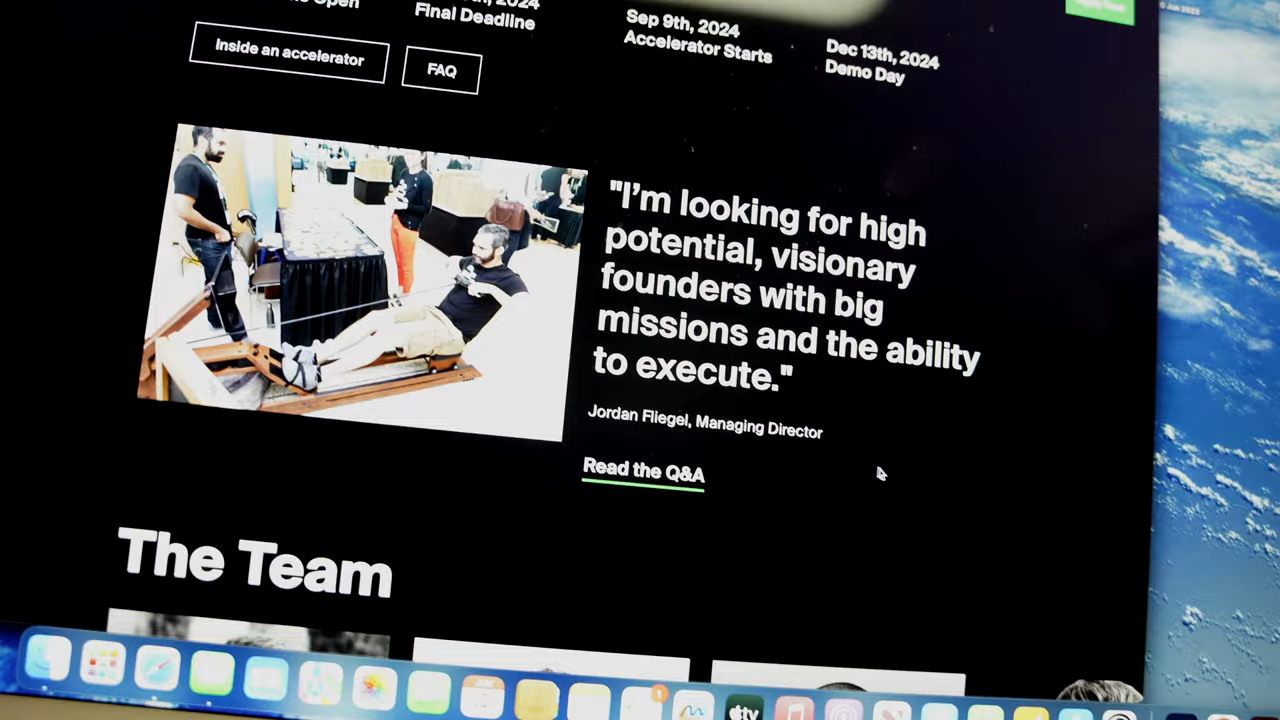 Open
Final Deadline
Sep 9th, 2024
Accelerator Starts
Dec 13th, 2024
Demo Day
Inside an accelerator
FAQ
"I'm looking for high
potential, visionary
founders with big
missions and the ability
to execute."
Jordan Fliegel, Managing Director
Read the Q&A
The Team
tv